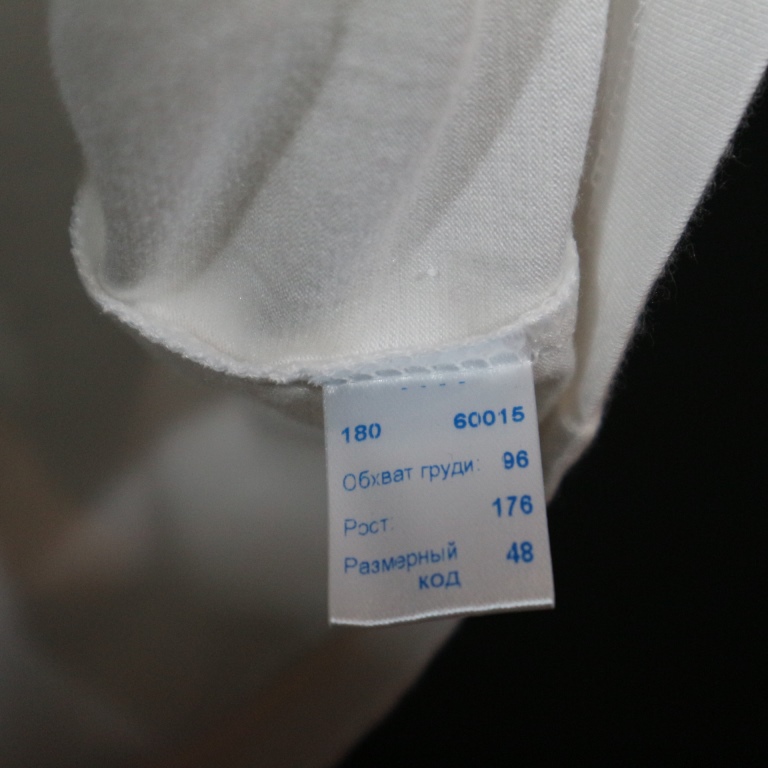 180 60015
Обхват груди: 96
Рост: 176
Размерный 48
код